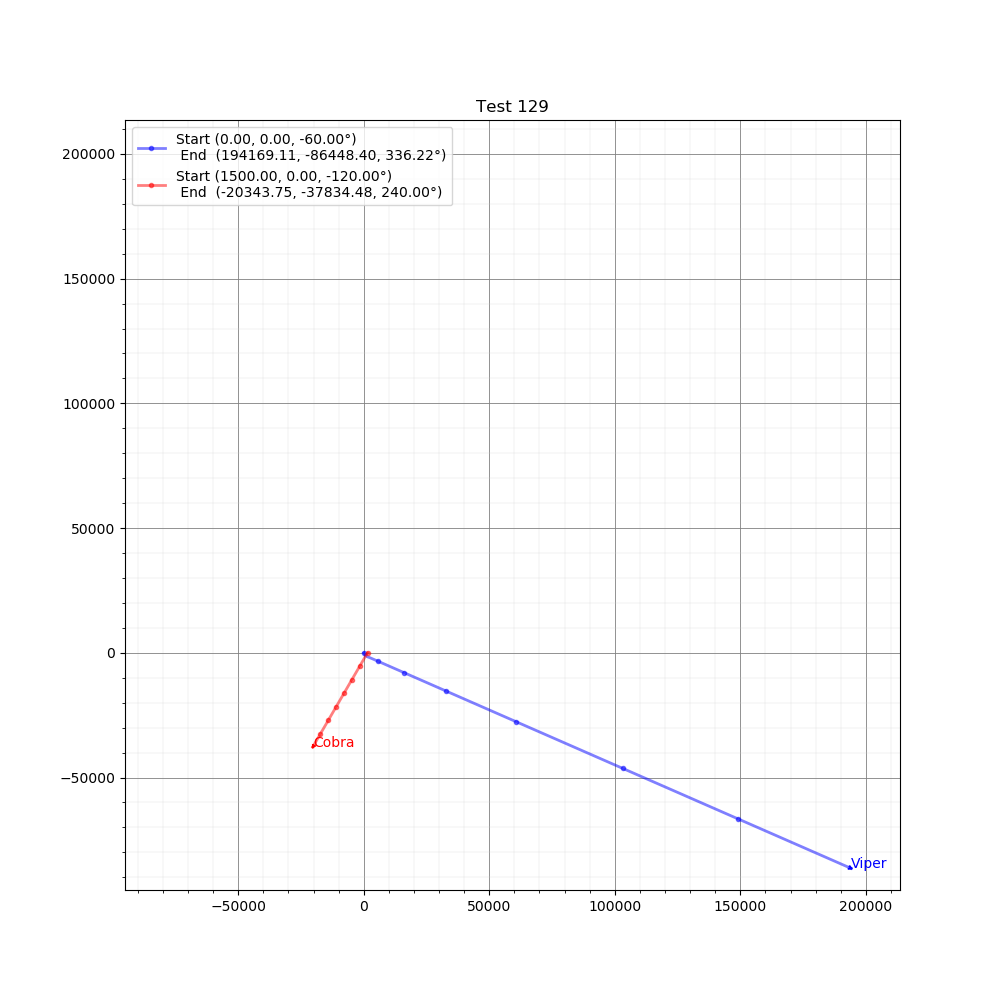 Test 129
Start (0.00, 0.00, -60.00°)
End (194169.11, -86448.40, 336.22°)
Start (1500.00, 0.00, -120.00°)
End (-20343.75, -37834.48, 240.00°)
200000
150000
100000
50000
0
−50000
Cobra
Viper
−50000 0 50000 100000 150000 200000